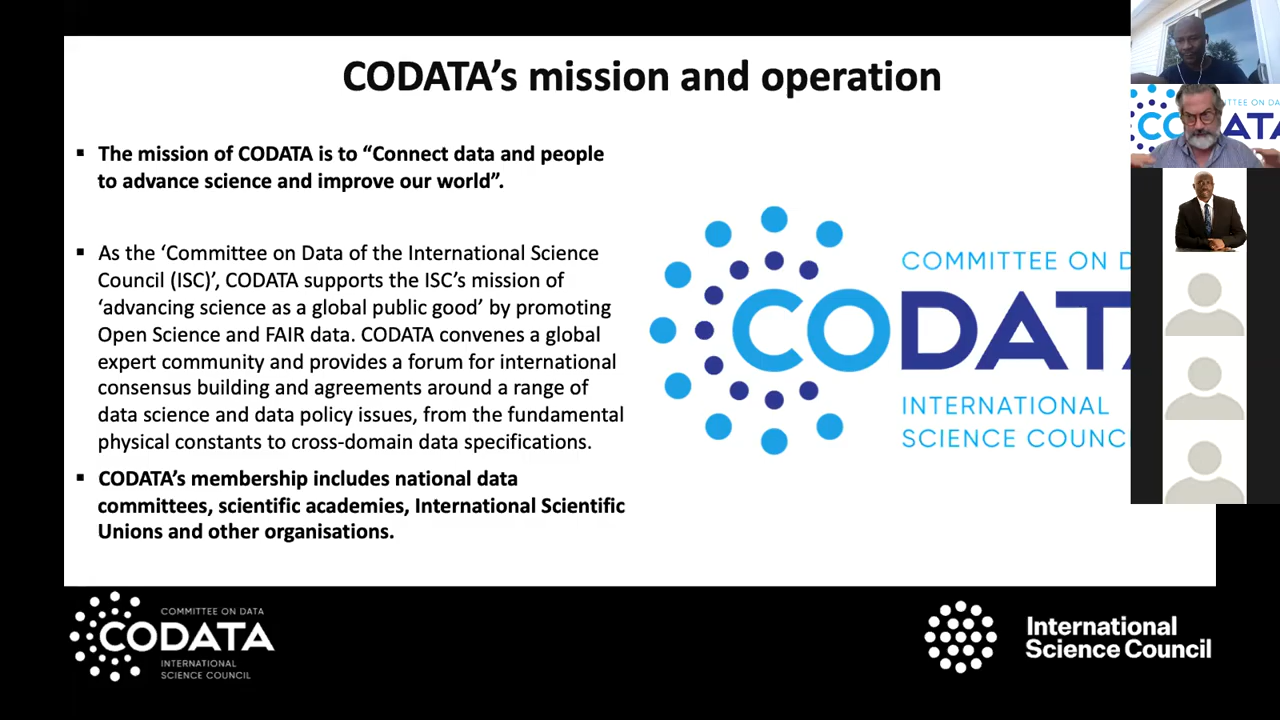 CODATA’s mission and operation
▪ The mission of CODATA is to “Connect data and people
to advance science and improve our world”.
▪ As the ‘Committee on Data of the International Science
Council (ISC)’, CODATA supports the ISC’s mission of
‘advancing science as a global public good’ by promoting
Open Science and FAIR data. CODATA convenes a global
expert community and provides a forum for international
consensus building and agreements around a range of
data science and data policy issues, from the fundamental
physical constants to cross-domain data specifications.
▪ CODATA’s membership includes national data
committees, scientific academies, International Scientific
Unions and other organisations.
COMMITTEE ON D
CODATA
INTERNATIONAL
SCIENCE COUNC
TTEE ON DA
CO ATA
COMMITTEE ON DATA
CODATA
INTERNATIONAL
SCIENCE COUNCIL
International
Science Council